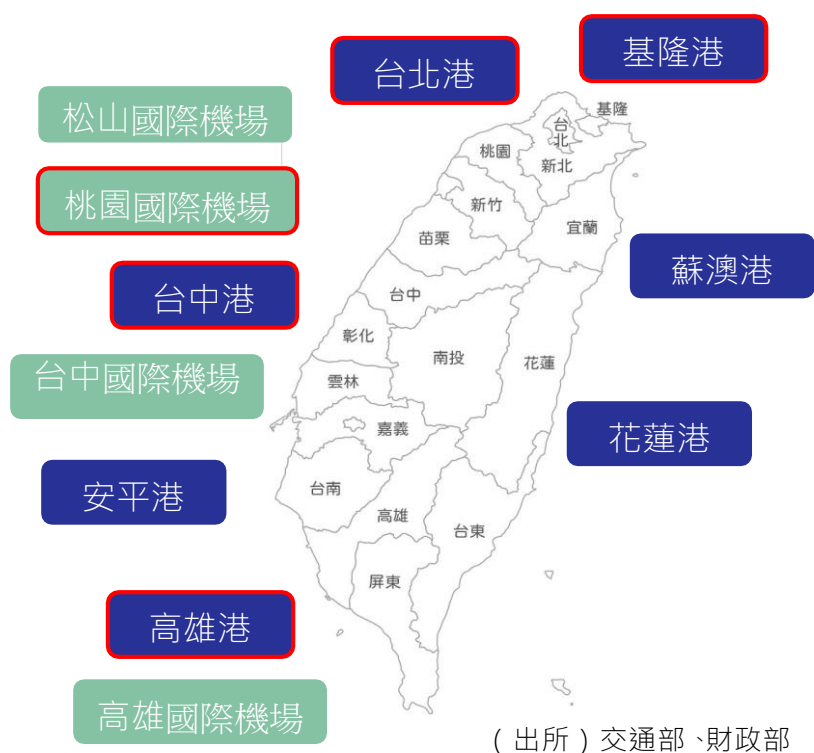 基隆港
台北港
松山國際機場
基隆
台北
桃園
新北
桃園國際機場
新竹
宜蘭
苗栗
蘇澳港
台中港
台中
彰化
南投
花蓮
台中國際機場
雲林
嘉義
花蓮港
安平港
台南
高雄
台東
屏東
高雄港
高雄國際機場
(出所)交通部、財政部